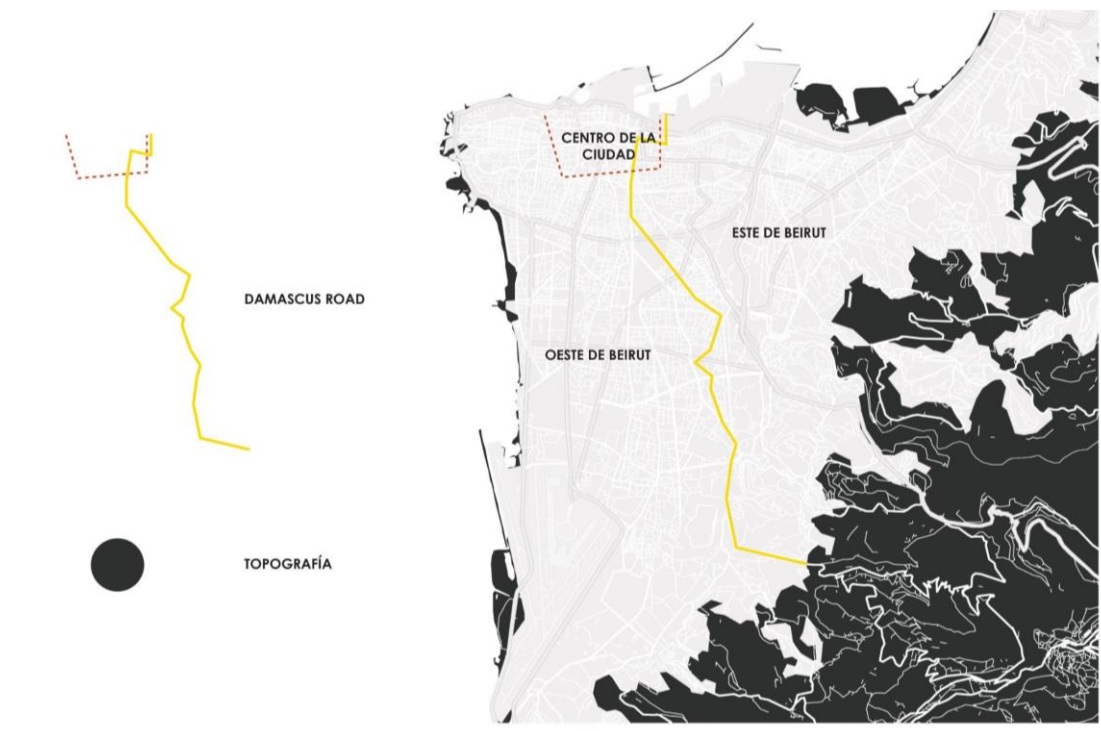 CENTRO DE LA
CIUDAD
ESTE DE BEIRUT
DAMASCUS ROAD
OESTE DE BEIRUT
TOPOGRAFÍA